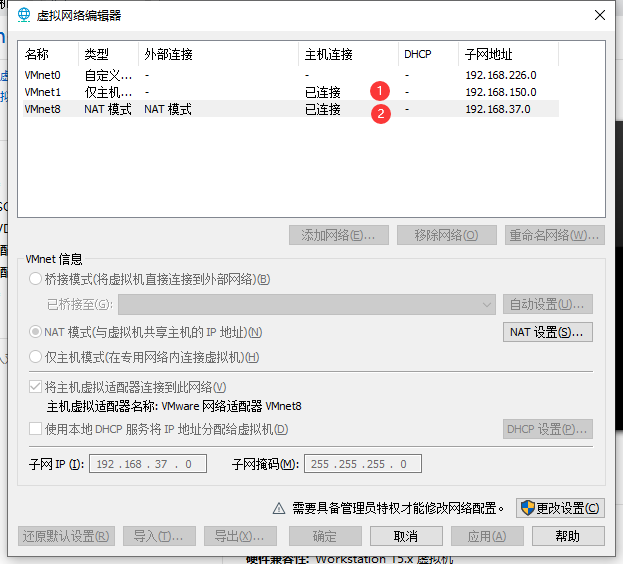 虚拟网络编辑器
名称 类型 外部连接 主机连接 DHCP 子网地址
VMnet0 自定义... - - - 192.168.226.0
VMnet1 仅主机... - 已连接 1 - 192.168.150.0
VMnet8 NAT 模式 NAT 模式 已连接 2 - 192.168.37.0
添加网络(E)... 移除网络(O) 重命名网络(W)...
VMnet 信息
桥接模式(将虚拟机直接连接到外部网络)(B)
已桥接至(G): 自动设置(U)...
NAT 模式(与虚拟机共享主机的 IP 地址)(N) NAT 设置(S)...
仅主机模式(在专用网络内连接虚拟机)(H)
将主机虚拟适配器连接到此网络(V)
主机虚拟适配器名称: VMware 网络适配器 VMnet8
使用本地 DHCP 服务将 IP 地址分配给虚拟机(D) DHCP 设置(P)...
子网 IP (I): 192 . 168 . 37 . 0 子网掩码(M): 255 . 255 . 255 . 0
需要具备管理员特权才能修改网络配置。 更改设置(C)
还原默认设置(R) 导入(T)... 导出(X)... 确定 取消 应用(A) 帮助
硬件兼容性: Workstation 15.x 虚拟机